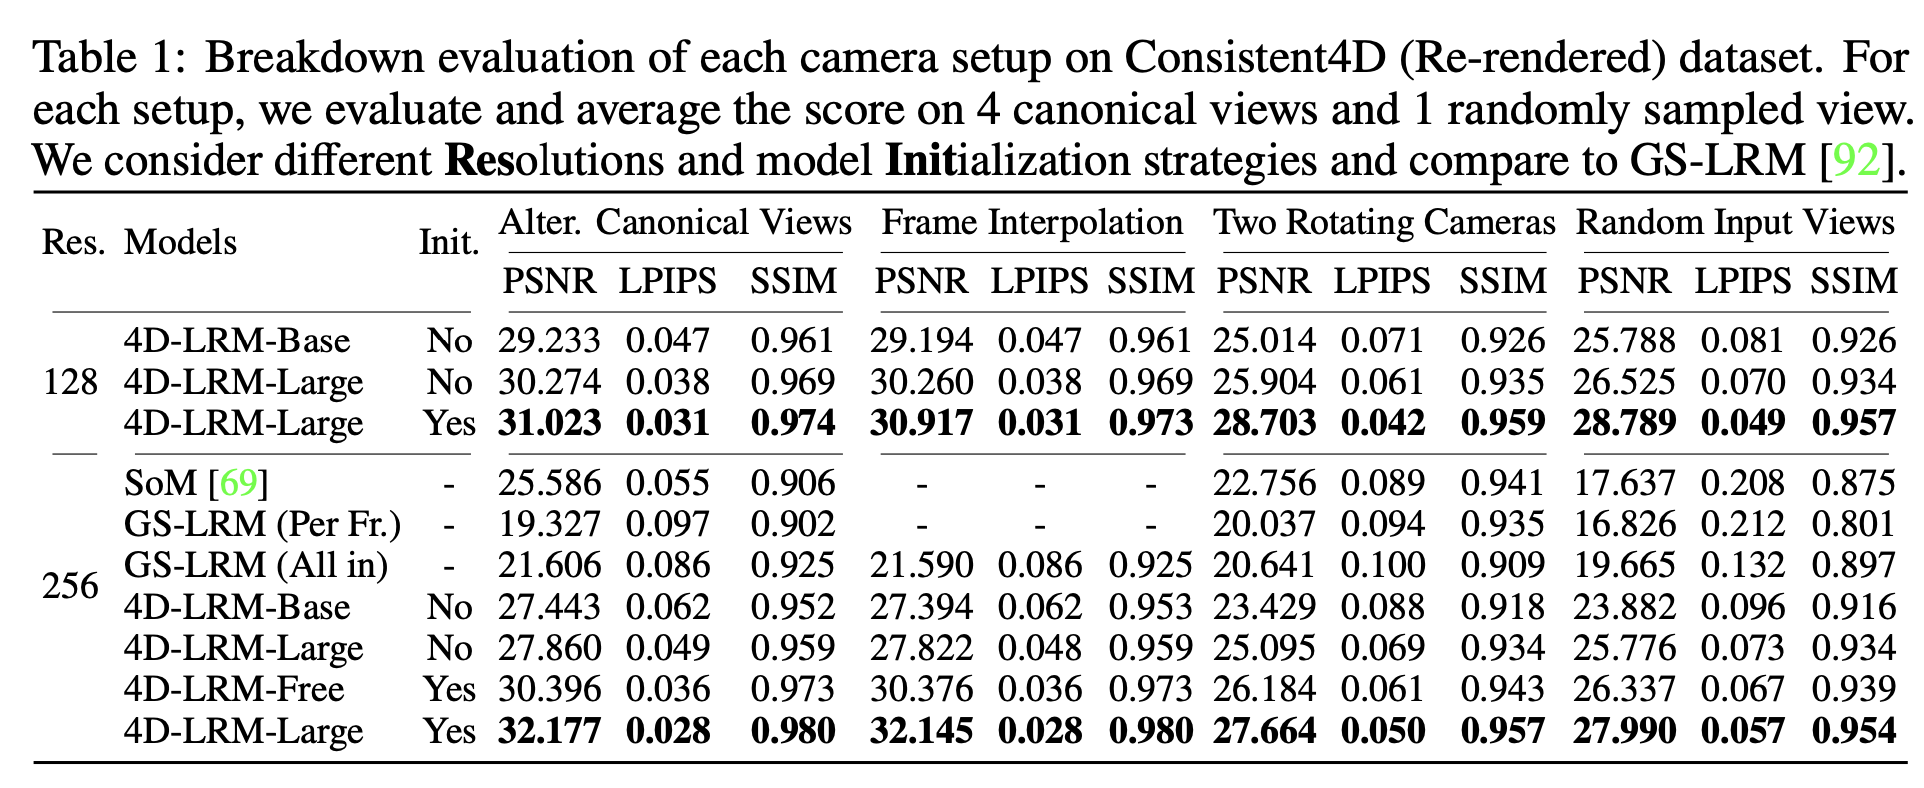 Table 1: Breakdown evaluation of each camera setup on Consistent4D (Re-rendered) dataset. For
each setup, we evaluate and average the score on 4 canonical views and 1 randomly sampled view.
We consider different Resolutions and model Initialization strategies and compare to GS-LRM [92].
Res. Models Init. Alter. Canonical Views Frame Interpolation Two Rotating Cameras Random Input Views
PSNR LPIPS SSIM PSNR LPIPS SSIM PSNR LPIPS SSIM PSNR LPIPS SSIM
4D-LRM-Base No 29.233 0.047 0.961 29.194 0.047 0.961 25.014 0.071 0.926 25.788 0.081 0.926
128 4D-LRM-Large No 30.274 0.038 0.969 30.260 0.038 0.969 25.904 0.061 0.935 26.525 0.070 0.934
4D-LRM-Large Yes 31.023 0.031 0.974 30.917 0.031 0.973 28.703 0.042 0.959 28.789 0.049 0.957
SoM [69] - 25.586 0.055 0.906 - - - 22.756 0.089 0.941 17.637 0.208 0.875
GS-LRM (Per Fr.) - 19.327 0.097 0.902 - - - 20.037 0.094 0.935 16.826 0.212 0.801
GS-LRM (All in) - 21.606 0.086 0.925 21.590 0.086 0.925 20.641 0.100 0.909 19.665 0.132 0.897
256 4D-LRM-Base No 27.443 0.062 0.952 27.394 0.062 0.953 23.429 0.088 0.918 23.882 0.096 0.916
4D-LRM-Large No 27.860 0.049 0.959 27.822 0.048 0.959 25.095 0.069 0.934 25.776 0.073 0.934
4D-LRM-Free Yes 30.396 0.036 0.973 30.376 0.036 0.973 26.184 0.061 0.943 26.337 0.067 0.939
4D-LRM-Large Yes 32.177 0.028 0.980 32.145 0.028 0.980 27.664 0.050 0.957 27.990 0.057 0.954